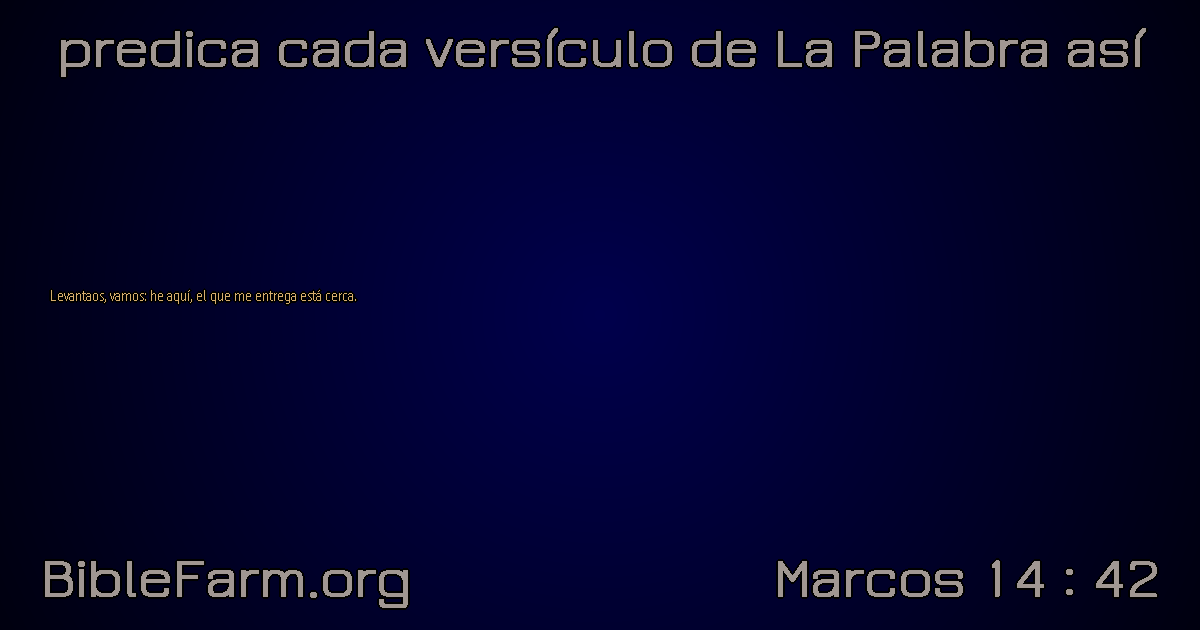 predica cada versículo de La Palabra así
Levantaos, vamos: he aquí, el que me entrega está cerca.
BibleFarm.org
Marcos 14 : 42